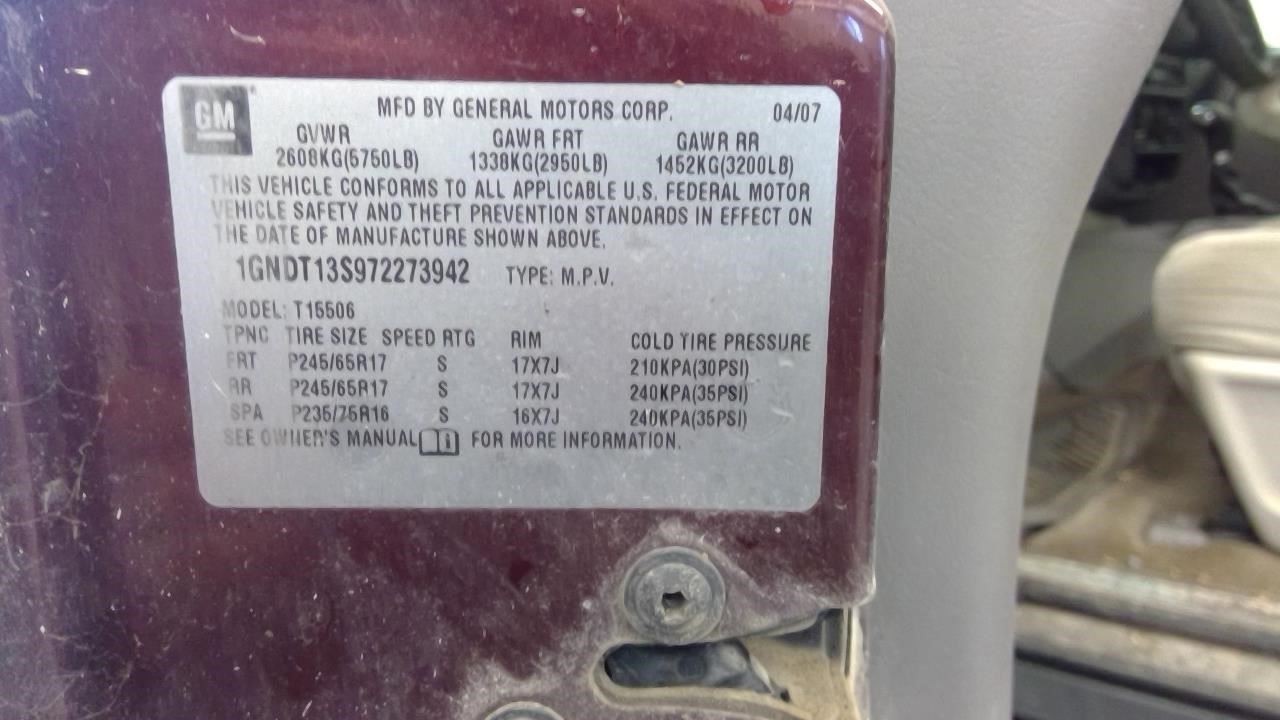 GM
MFD BY GENERAL MOTORS CORP. 04/07
GVWR GAWR FRT GAWR RR
2608KG(5750LB) 1338KG(2950LB) 1452KG(3200LB)
THIS VEHICLE CONFORMS TO ALL APPLICABLE U.S. FEDERAL MOTOR
VEHICLE SAFETY AND THEFT PREVENTION STANDARDS IN EFFECT ON
THE DATE OF MANUFACTURE SHOWN ABOVE.
1GNDT13S972273942 TYPE: M.P.V.
MODEL: T15506
TPNC TIRE SIZE SPEED RTG RIM COLD TIRE PRESSURE
FRT P245/65R17 S 17X7J 210KPA(30PSI)
RR P245/65R17 S 17X7J 240KPA(35PSI)
SPA P235/75R16 S 16X7J 240KPA(35PSI)
SEE OWNER'S MANUAL FOR MORE INFORMATION.